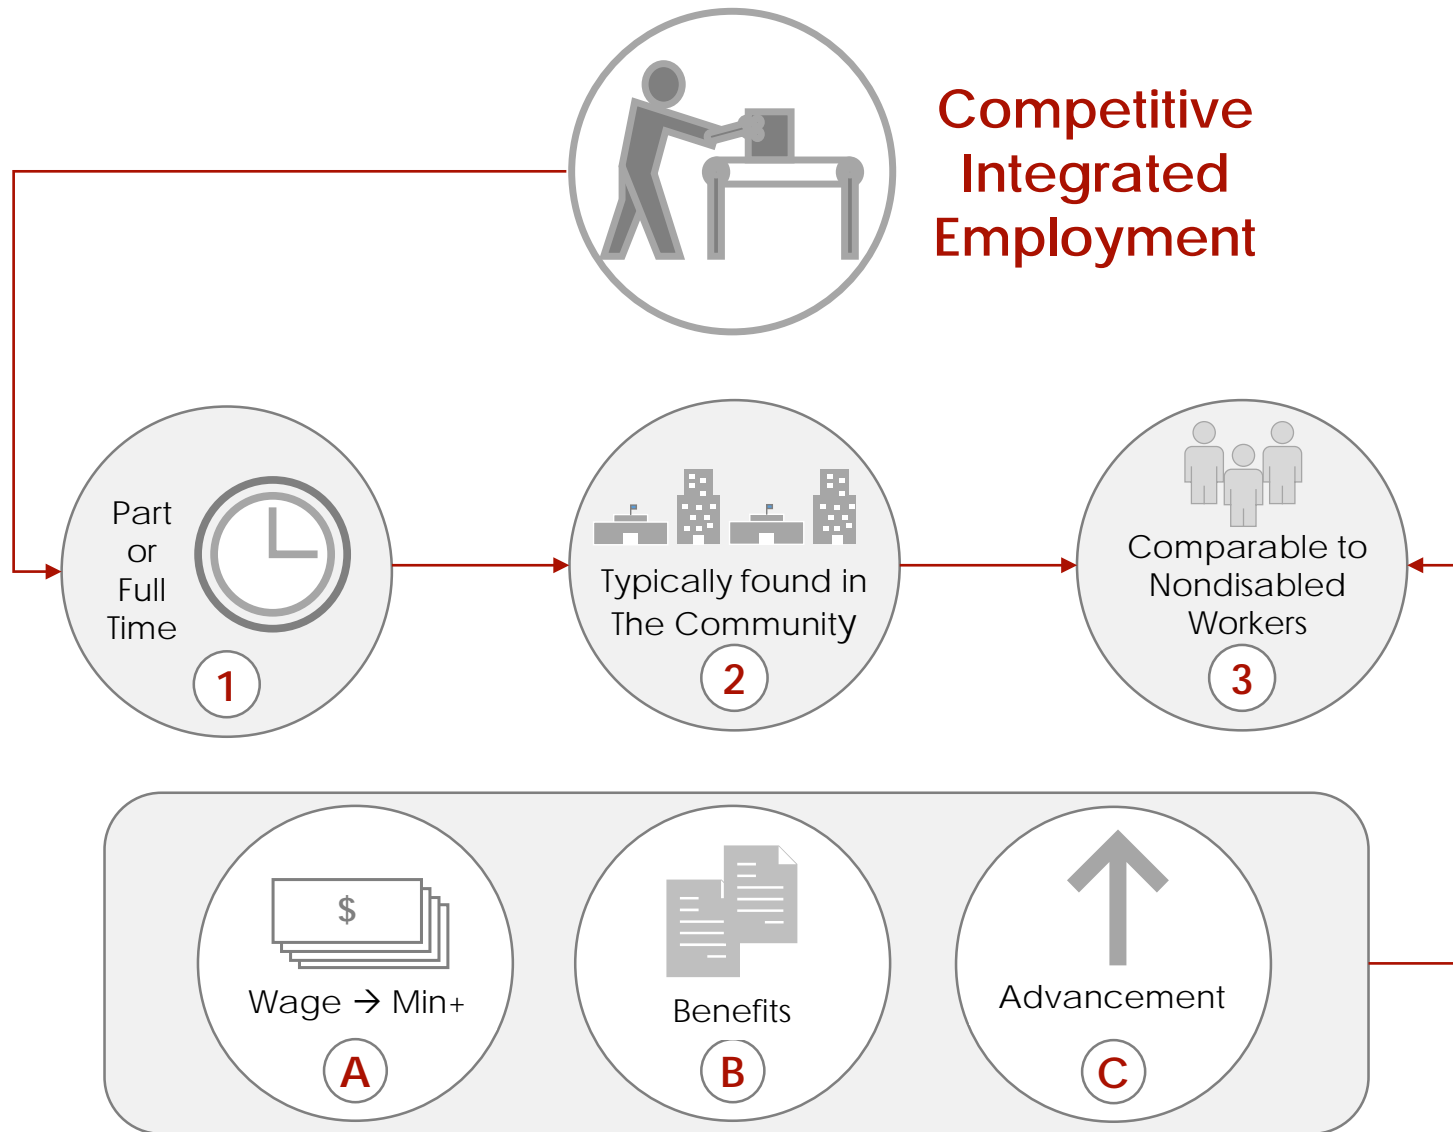 Competitive
Integrated
Employment
Part
or
Full
Time
1
Typically found in
The Community
2
Comparable to
Nondisabled
Workers
3
$
Wage → Min+
A
Benefits
B
Advancement
C